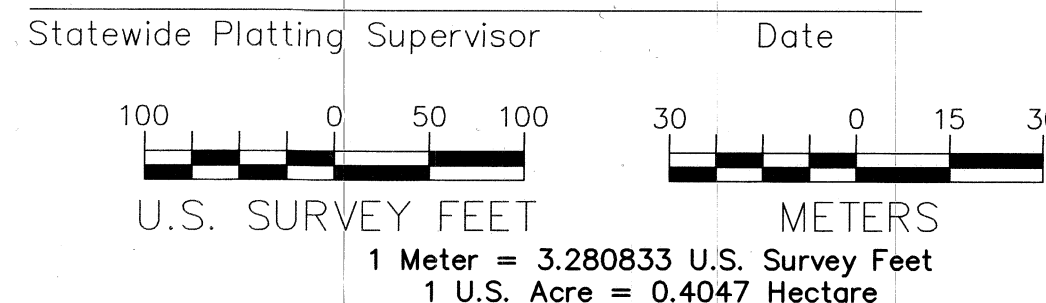 Statewide Platting Supervisor Date
100 0 50 100 30 0 15
U.S. SURVEY FEET METERS
1 Meter = 3.280833 U.S. Survey Feet
1 U.S. Acre = 0.4047 Hectare